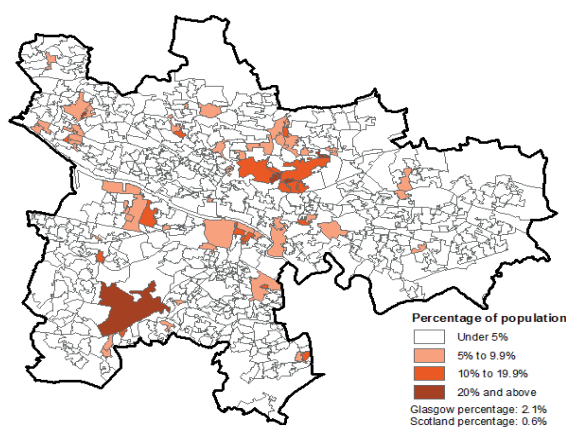 Percentage of population
Under 5%
5% to 9.9%
10% to 19.9%
20% and above
Glasgow percentage: 2.1%
Scotland percentage: 0.6%